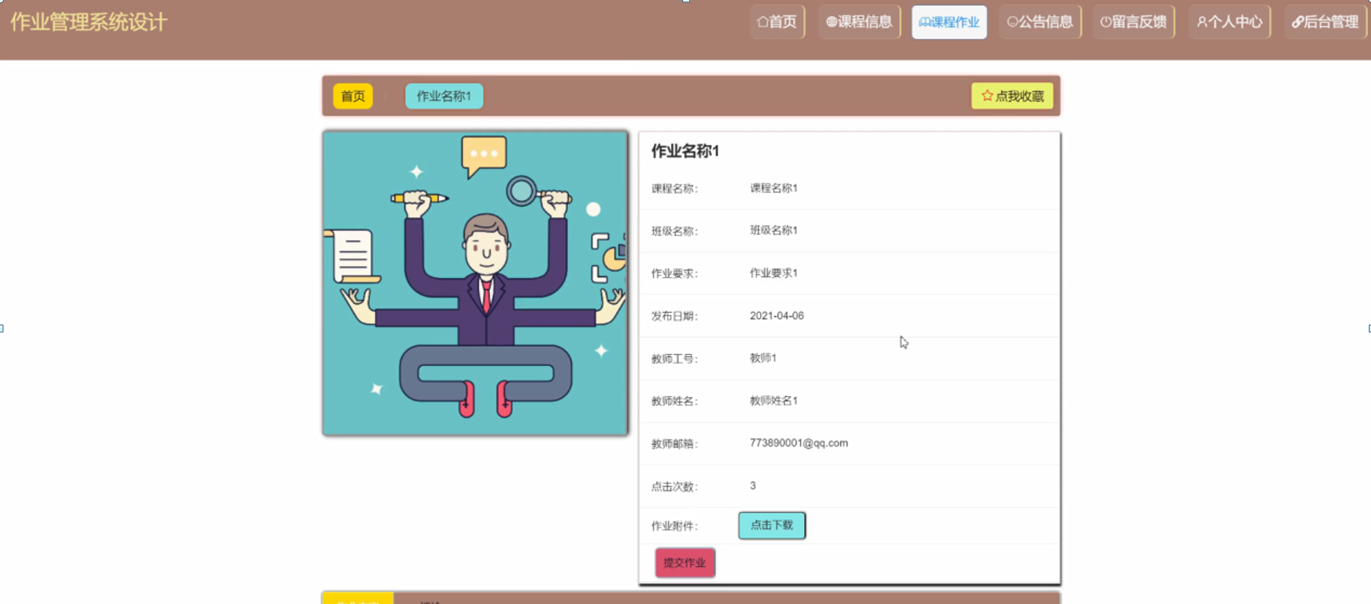 作业管理系统设计
首页 课程信息 课程作业 公告信息 留言反馈 个人中心 后台管理
首页 作业名称1 点我收藏
作业名称1
课程名称: 课程名称1
班级名称: 班级名称1
作业要求: 作业要求1
发布日期: 2021-04-06
教师工号: 教师1
教师姓名: 教师姓名1
教师邮箱: 773890001@qq.com
点击次数: 3
作业附件: 点击下载
提交作业